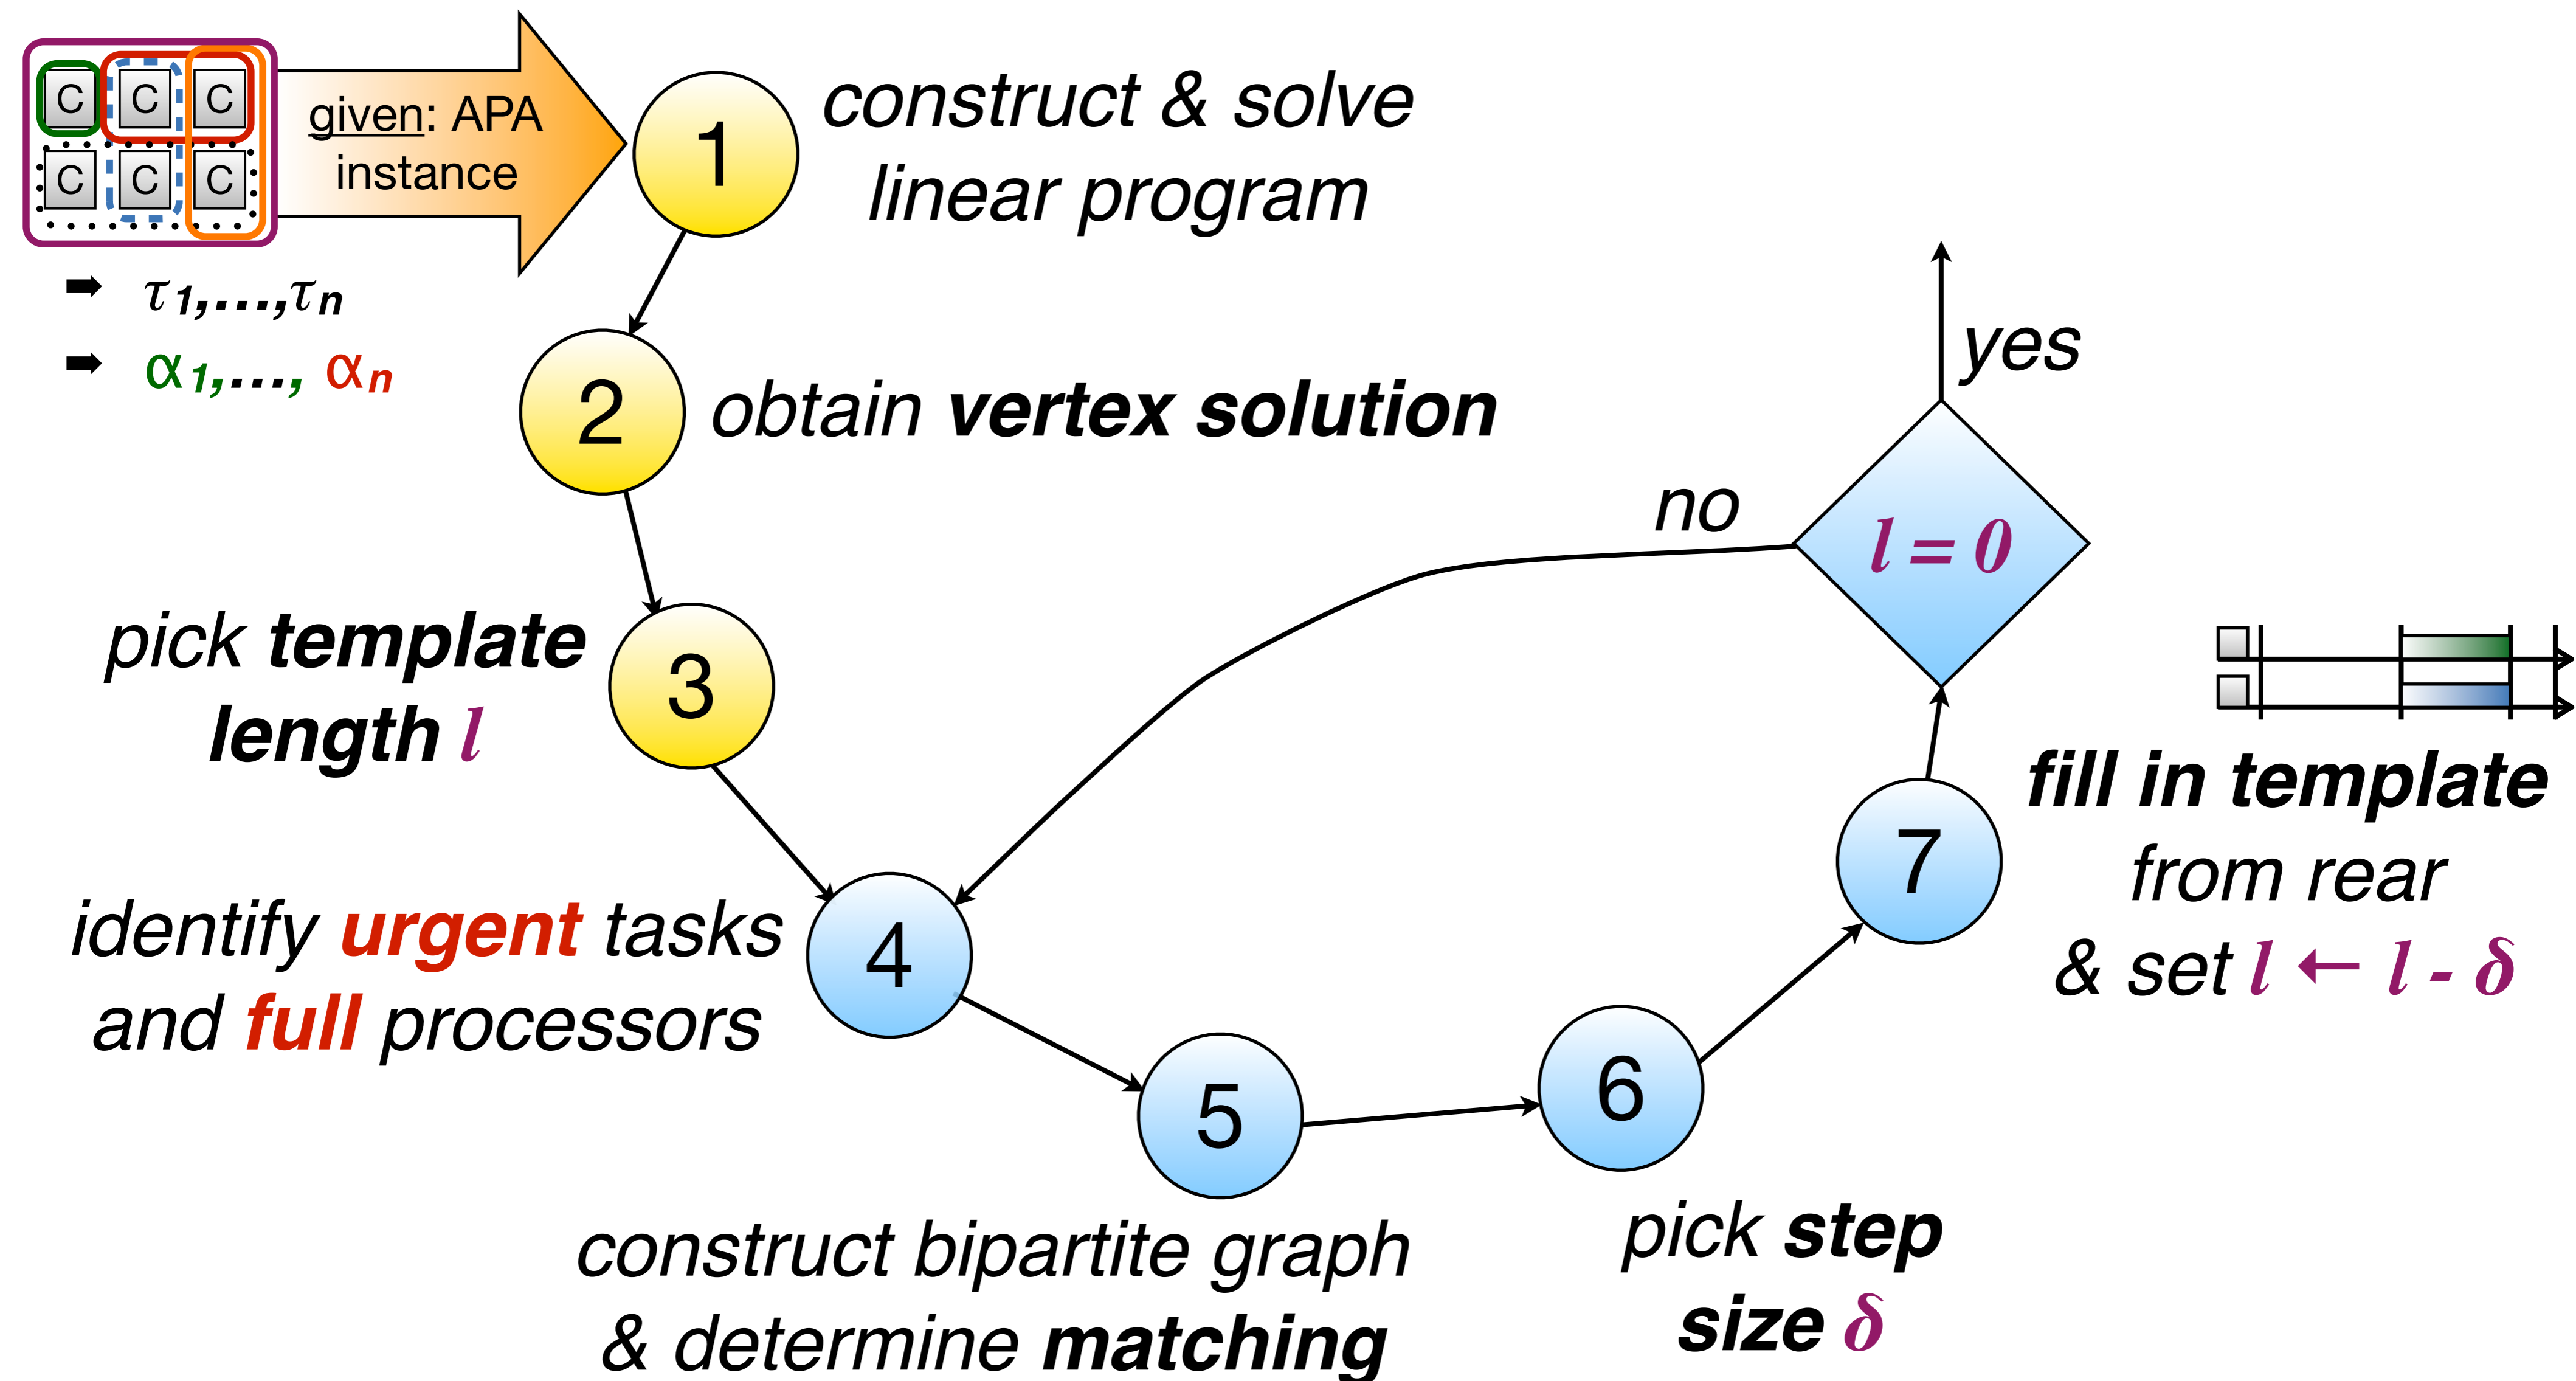 C C C
C C C
given: APA
instance
➡ τ1,...,τn
➡ α1,..., αn
1
construct & solve
linear program
2
obtain vertex solution
pick template
length l
3
identify urgent tasks
and full processors
4
5
construct bipartite graph
& determine matching
6
pick step
size δ
7
fill in template
from rear
& set l ← l - δ
l = 0
no
yes